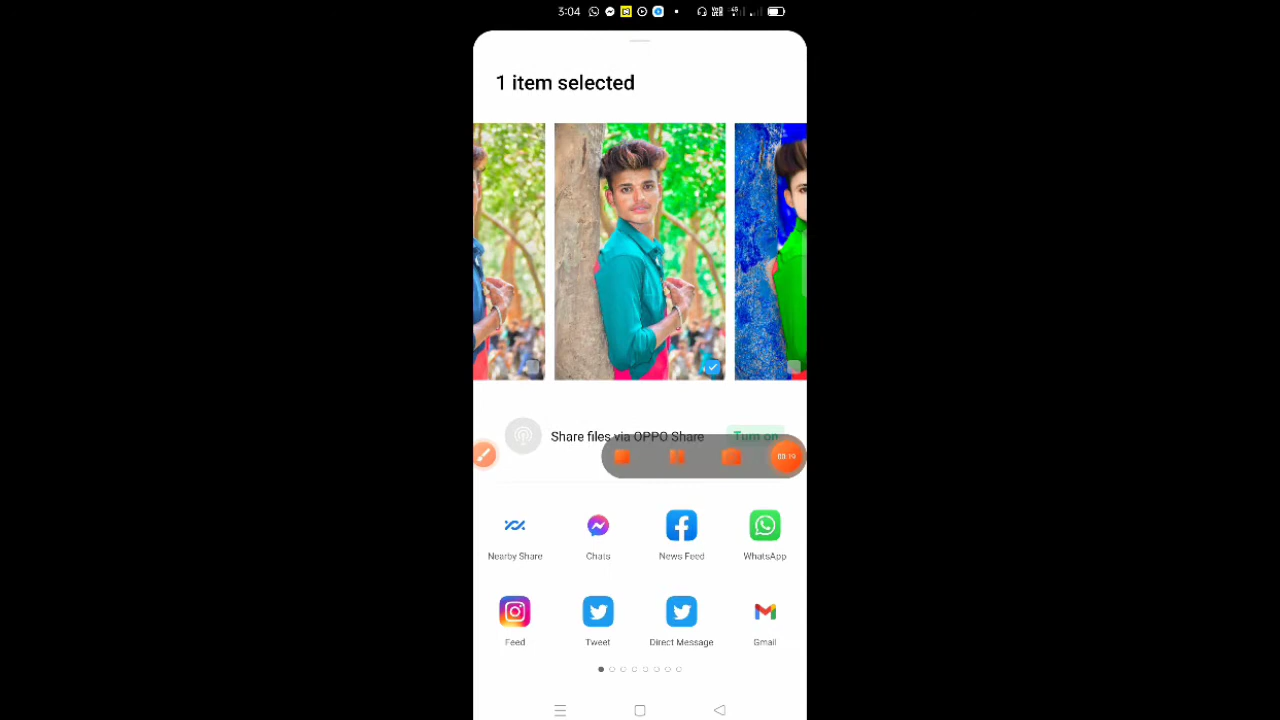 3:04
1 item selected
Share files via OPPO Share
Turn on
Nearby Share
Chats
News Feed
WhatsApp
Feed
Tweet
Direct Message
Gmail